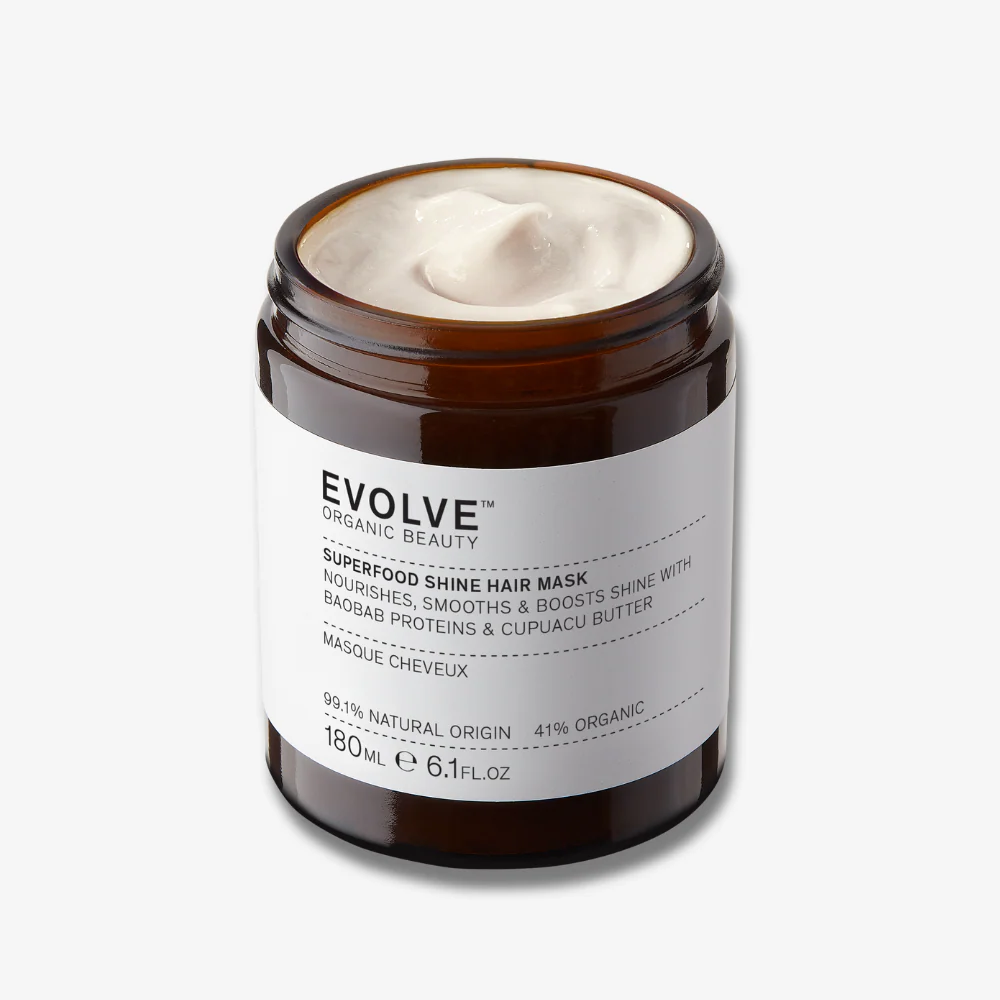 EVOLVE™
ORGANIC BEAUTY
SUPERFOOD SHINE HAIR MASK
NOURISHES, SMOOTHS & BOOSTS SHINE WITH
BAOBAB PROTEINS & CUPUACU BUTTER
MASQUE CHEVEUX
99.1% NATURAL ORIGIN 41% ORGANIC
180ML ℮ 6.1FL.OZ